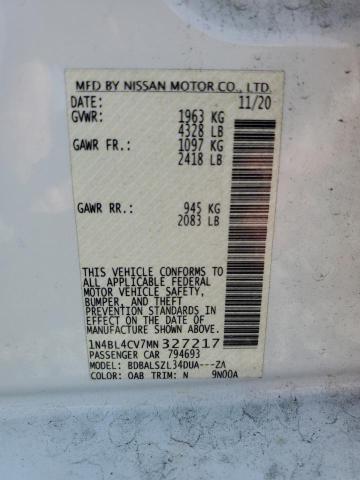 MFD BY NISSAN MOTOR CO., LTD.
DATE: 11/20
GVWR: 1963 KG
4328 LB
GAWR FR.: 1097 KG
2418 LB
GAWR RR.: 945 KG
2083 LB
THIS VEHICLE CONFORMS TO
ALL APPLICABLE FEDERAL
MOTOR VEHICLE SAFETY,
BUMPER, AND THEFT
PREVENTION STANDARDS
IN EFFECT ON THE DATE OF
MANUFACTURE SHOWN ABOVE.
1N4BL4CV7MN327217
PASSENGER CAR 794693
MODEL: BDBALSZL34DUA---ZA
COLOR: QAB TRIM: N 9N00A